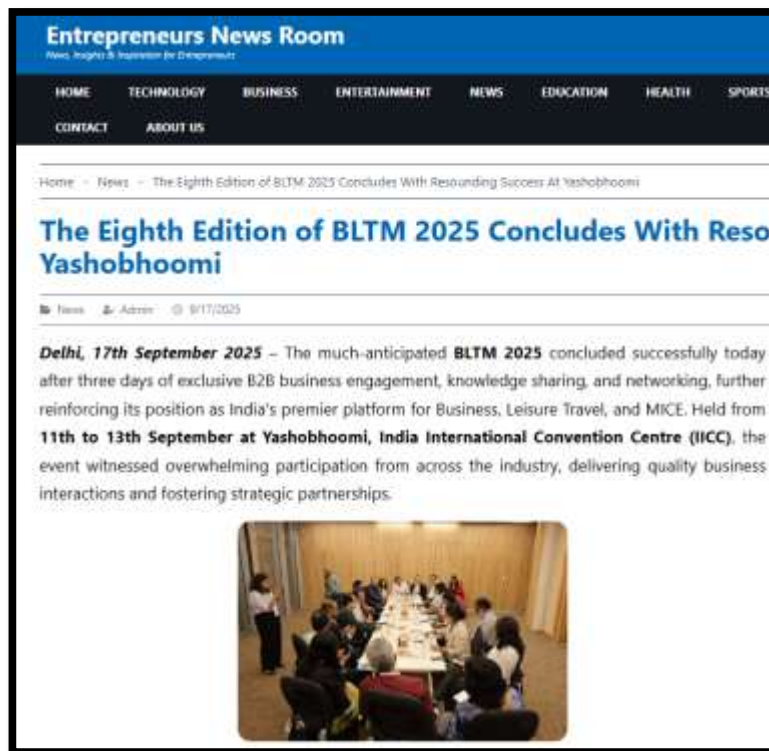 Entrepreneurs News Room
News, Insights & Inspiration for Entrepreneurs
HOME TECHNOLOGY BUSINESS ENTERTAINMENT NEWS EDUCATION HEALTH SPORTS
CONTACT ABOUT US
Home - News - The Eighth Edition of BLTM 2025 Concludes With Resounding Success At Yashobhoomi
The Eighth Edition of BLTM 2025 Concludes With Reso
Yashobhoomi
News Admin 9/17/2025
Delhi, 17th September 2025 – The much-anticipated BLTM 2025 concluded successfully today
after three days of exclusive B2B business engagement, knowledge sharing, and networking, further
reinforcing its position as India's premier platform for Business, Leisure Travel, and MICE. Held from
11th to 13th September at Yashobhoomi, India International Convention Centre (IICC), the
event witnessed overwhelming participation from across the industry, delivering quality business
interactions and fostering strategic partnerships.